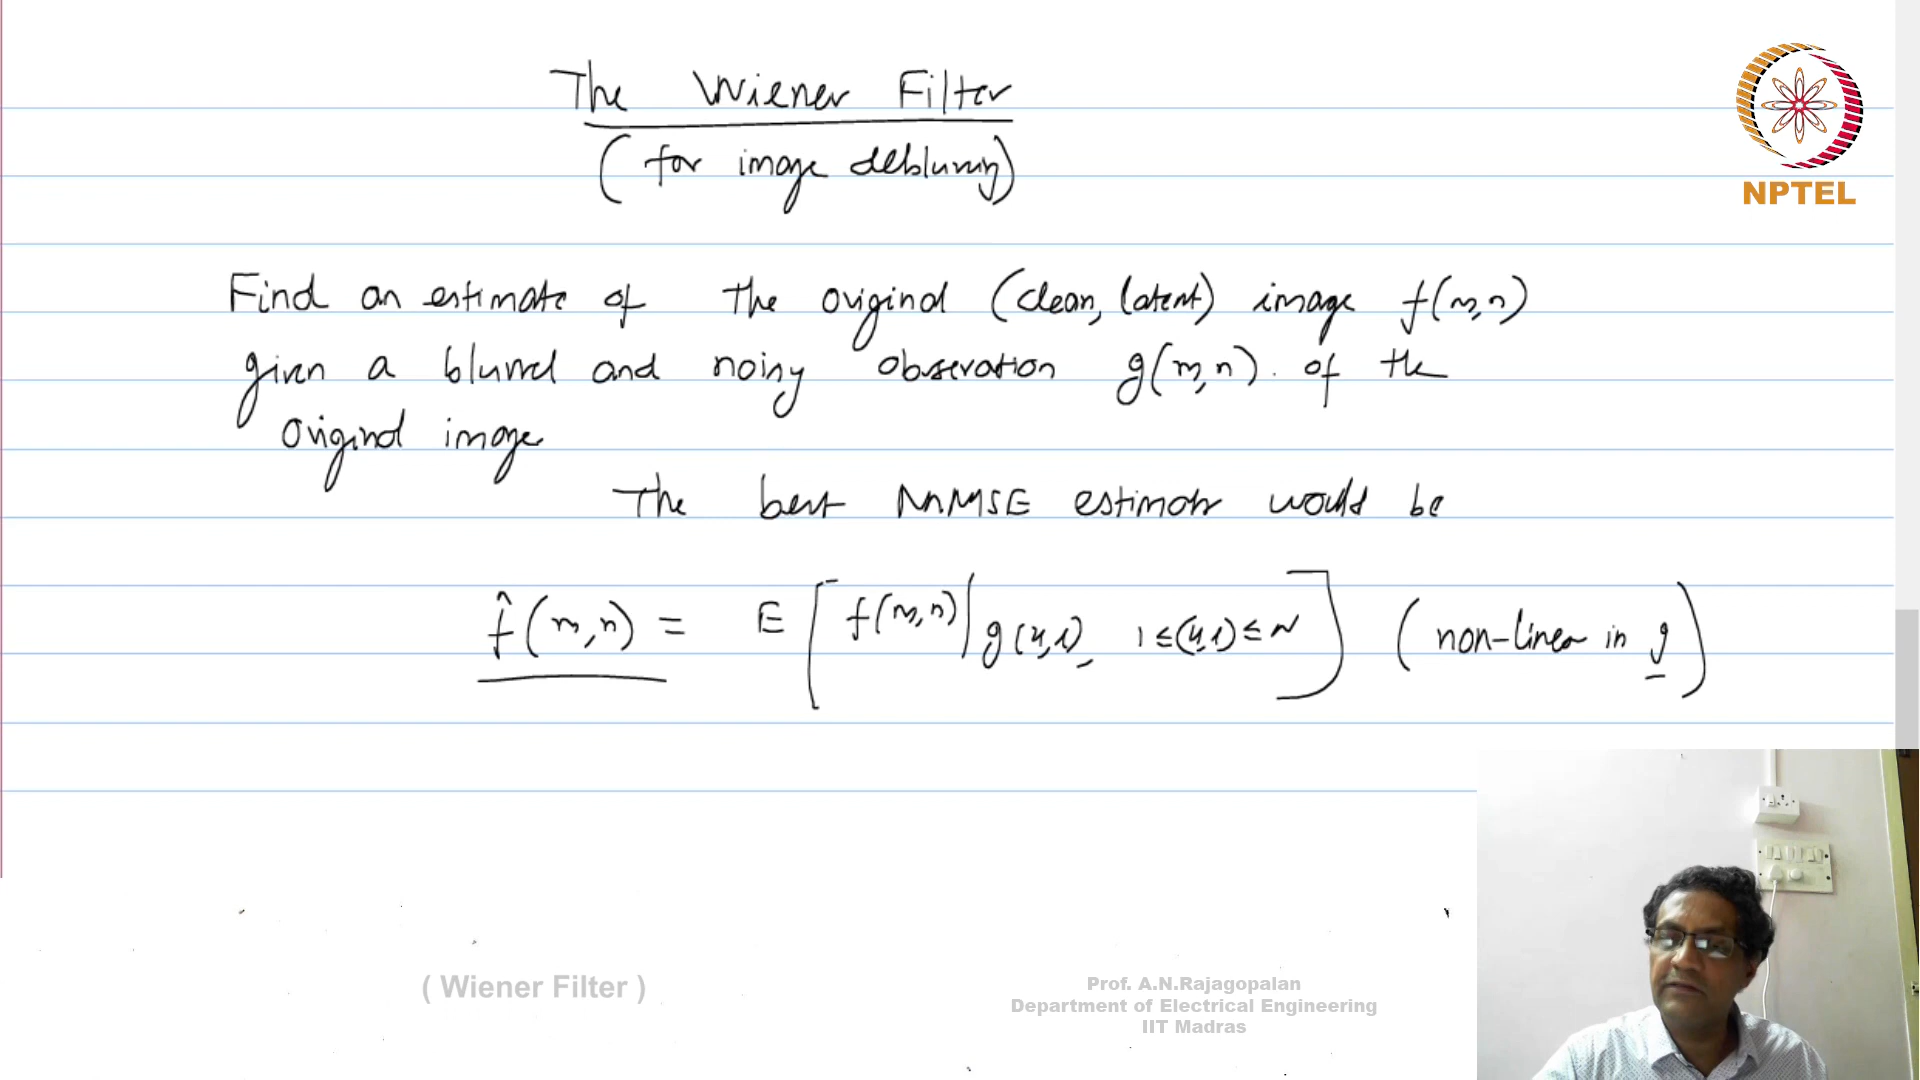 The Wiener Filter
(for image deblurring)
NPTEL
Find an estimate of the original (clean, latent) image f(m,n)
given a blurred and noisy observation g(m,n). of the
original image
The best MMSE estimate would be
f̂(m,n) = E [ f(m,n) | g(k,l), 1≤(k,l)≤N ] (non-linear in g)
( Wiener Filter )
Prof. A.N.Rajagopalan
Department of Electrical Engineering
IIT Madras